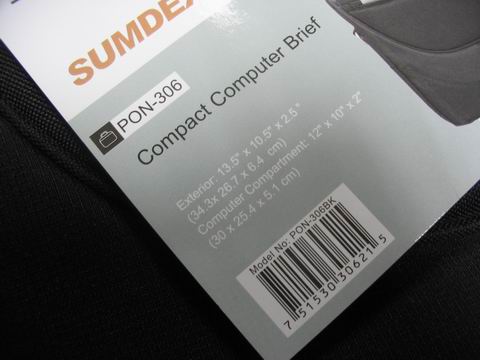 SUMDEX
PON-306
Compact Computer Brief
Exterior: 13.5" x 10.5" x 2.5"
(34.3x 26.7 x 6.4 cm)
Computer Compartment: 12" x 10" x 2"
(30 x 25.4 x 5.1 cm)
Model No: PON-306BK
7 51530 30621 5